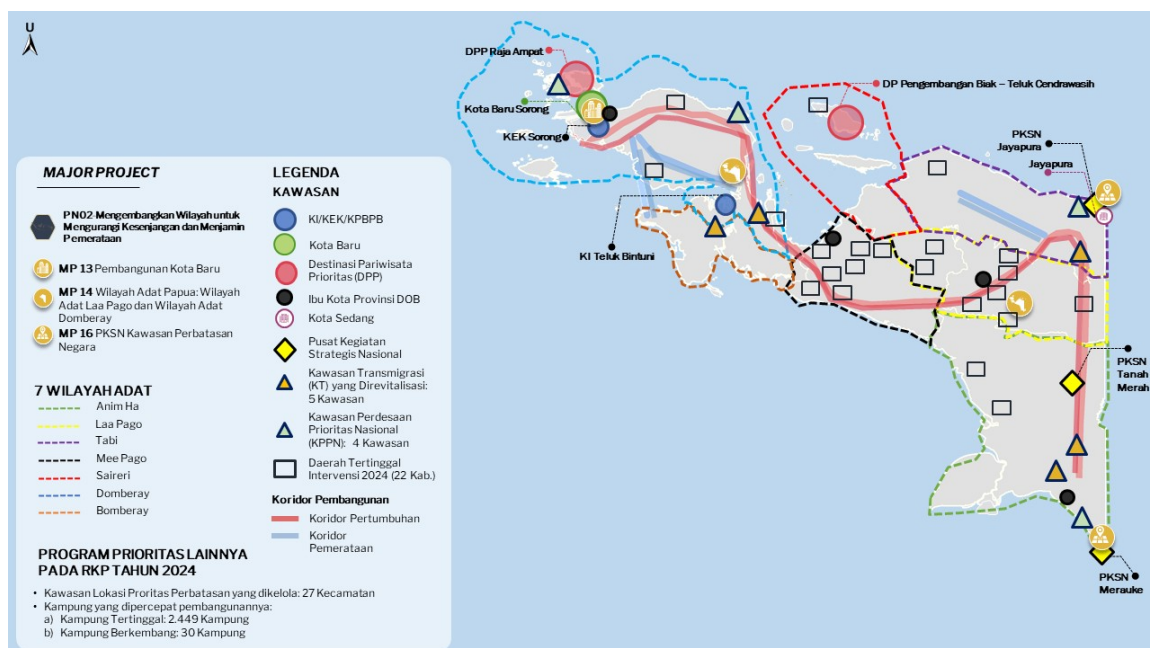 U
DPP Raja Ampat
DP Pengembangan Biak – Teluk Cendrawasih
Kota Baru Sorong
KEK Sorong
PKSN
Jayapura
Jayapura
KI Teluk Bintuni
PKSN
Tanah
Merah
PKSN
Merauke
MAJOR PROJECT
PN02-Mengembangkan Wilayah untuk
Mengurangi Kesenjangan dan Menjamin
Pemerataan
MP 13 Pembangunan Kota Baru
MP 14 Wilayah Adat Papua: Wilayah
Adat Laa Pago dan Wilayah Adat
Domberay
MP 16 PKSN Kawasan Perbatasan
Negara
7 WILAYAH ADAT
Anim Ha
Laa Pago
Tabi
Mee Pago
Saireri
Domberay
Bomberay
LEGENDA
KAWASAN
KI/KEK/KPBPB
Kota Baru
Destinasi Pariwisata
Prioritas (DPP)
Ibu Kota Provinsi DOB
Kota Sedang
Pusat Kegiatan
Strategis Nasional
Kawasan Transmigrasi
(KT) yang Direvitalisasi:
5 Kawasan
Kawasan Perdesaan
Prioritas Nasional
(KPPN): 4 Kawasan
Daerah Tertinggal
Intervensi 2024 (22 Kab.)
Koridor Pembangunan
Koridor Pertumbuhan
Koridor
Pemerataan
PROGRAM PRIORITAS LAINNYA
PADA RKP TAHUN 2024
• Kawasan Lokasi Proritas Perbatasan yang dikelola: 27 Kecamatan
• Kampung yang dipercepat pembangunannya:
a) Kampung Tertinggal: 2.449 Kampung
b) Kampung Berkembang: 30 Kampung